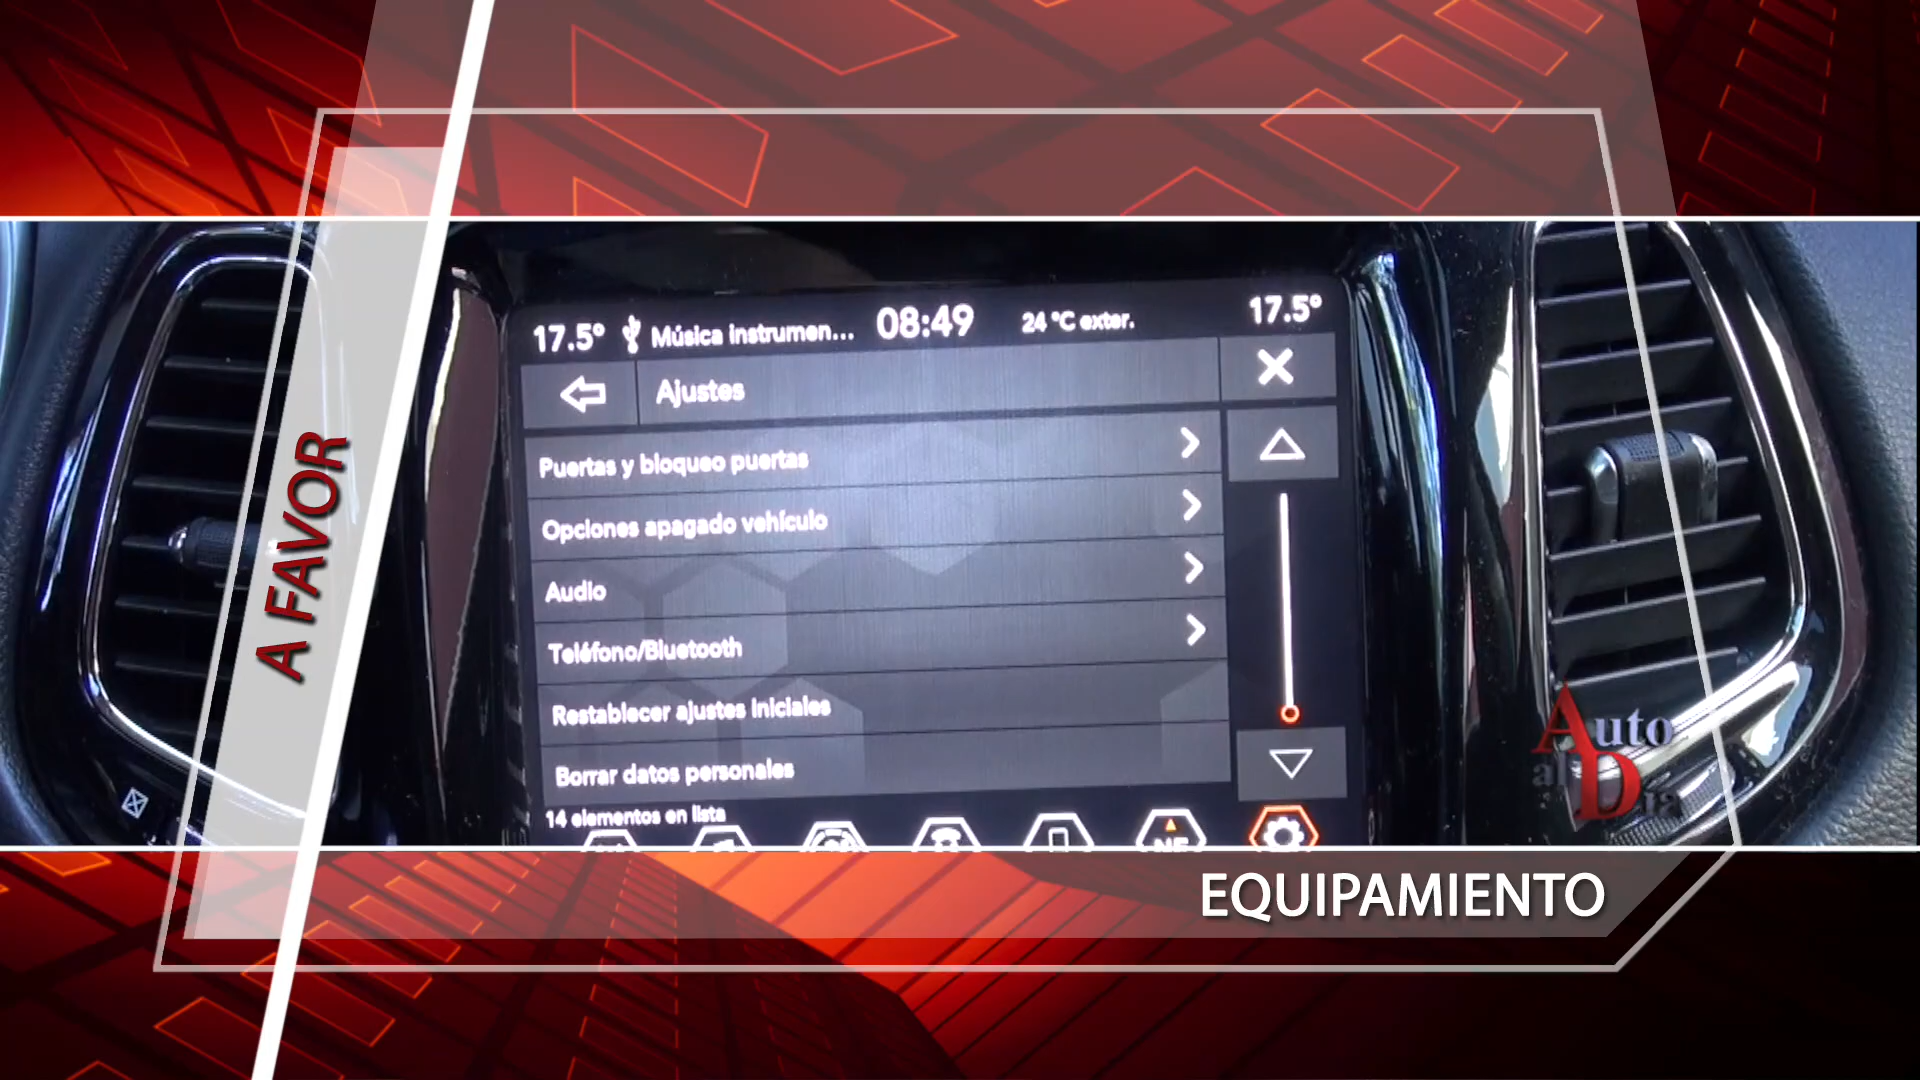 17.5° Música instrumen... 08:49 24 °C exter. 17.5°
Ajustes
Puertas y bloqueo puertas
Opciones apagado vehículo
Audio
Teléfono/Bluetooth
Restablecer ajustes iniciales
Borrar datos personales
14 elementos en lista
A FAVOR
Auto
al Día
EQUIPAMIENTO